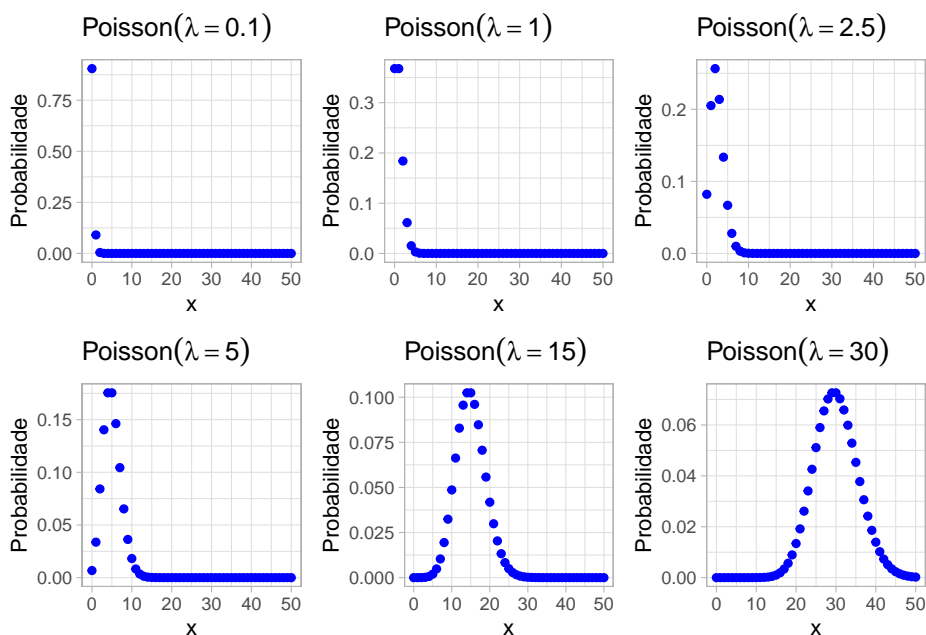 Poisson(λ = 0.1)
Poisson(λ = 1)
Poisson(λ = 2.5)
Probabilidade
0.75
0.50
0.25
0.00
0 10 20 30 40 50
x
Probabilidade
0.3
0.2
0.1
0.0
0 10 20 30 40 50
x
Probabilidade
0.2
0.1
0.0
0 10 20 30 40 50
x
Poisson(λ = 5)
Poisson(λ = 15)
Poisson(λ = 30)
Probabilidade
0.15
0.10
0.05
0.00
0 10 20 30 40 50
x
Probabilidade
0.100
0.075
0.050
0.025
0.000
0 10 20 30 40 50
x
Probabilidade
0.06
0.04
0.02
0.00
0 10 20 30 40 50
x